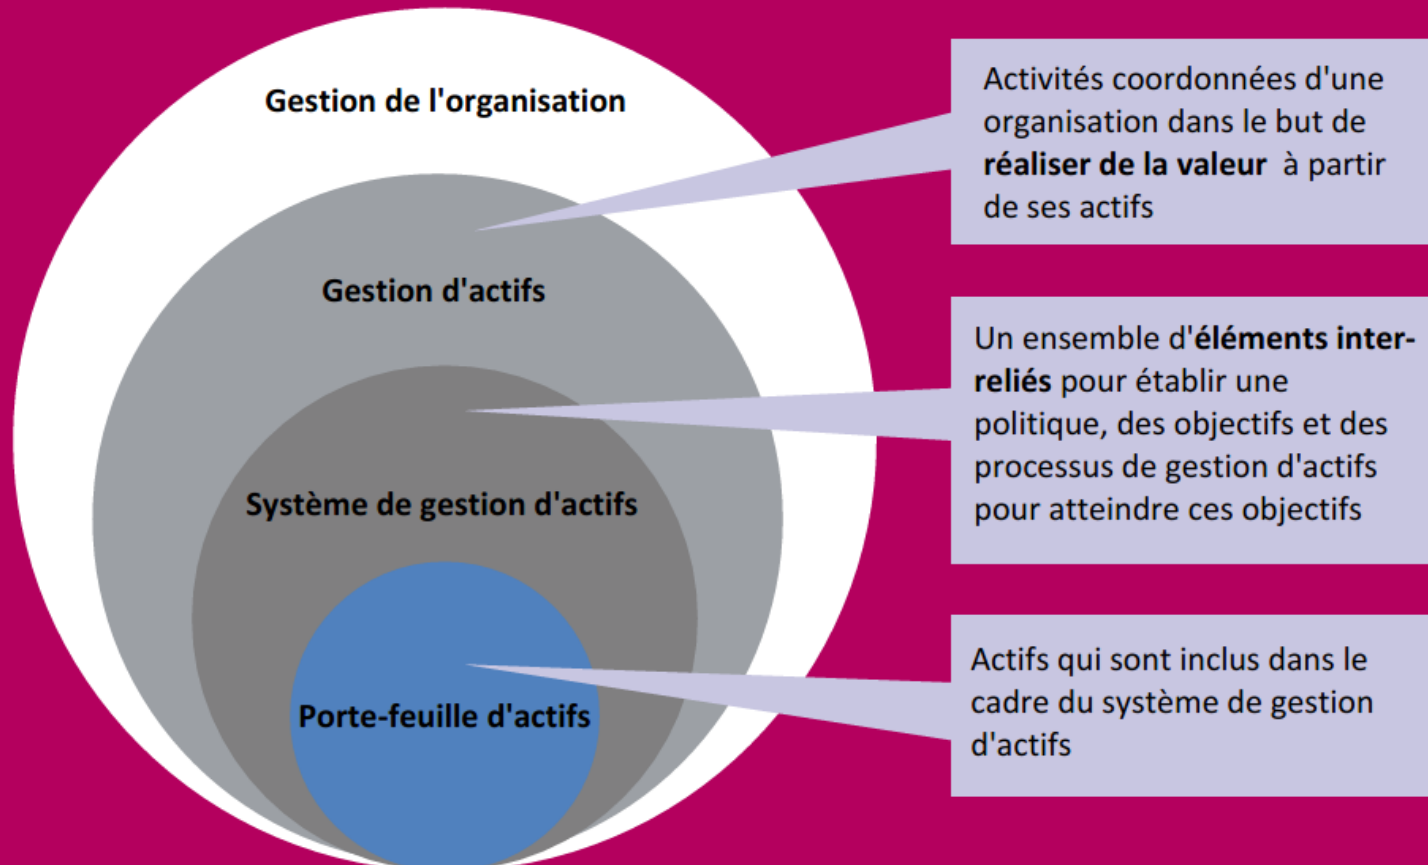 Gestion de l'organisation
Gestion d'actifs
Système de gestion d'actifs
Porte-feuille d'actifs
Activités coordonnées d'une
organisation dans le but de
réaliser de la valeur à partir
de ses actifs
Un ensemble d'éléments inter-
reliés pour établir une
politique, des objectifs et des
processus de gestion d'actifs
pour atteindre ces objectifs
Actifs qui sont inclus dans le
cadre du système de gestion
d'actifs